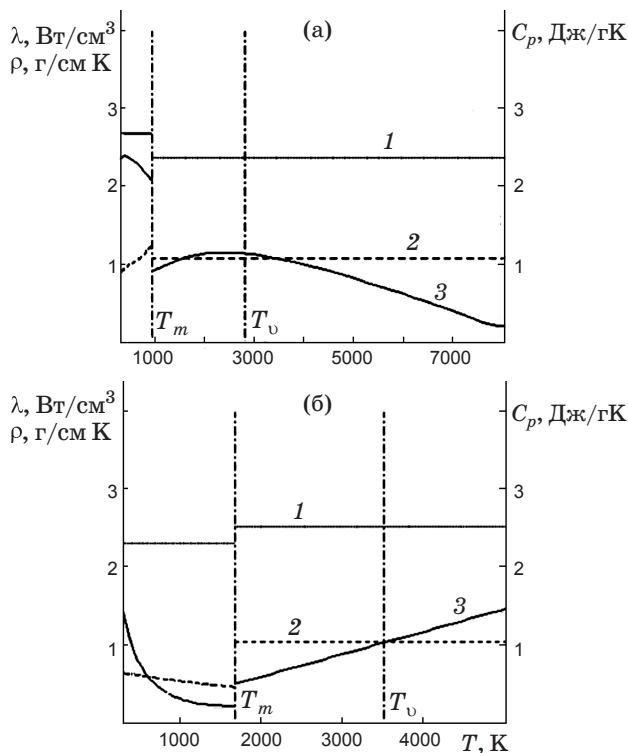 λ, Вт/см³ (а) C_p, Дж/гК
ρ, г/см К
3 3
1
2 2
2
1 1
3
T_m T_υ
1000 3000 5000 7000
λ, Вт/см³ (б) C_p, Дж/гК
ρ, г/см К
3 3
1
2 2
3
2
1 1
T_m T_υ
1000 2000 3000 4000 T, К